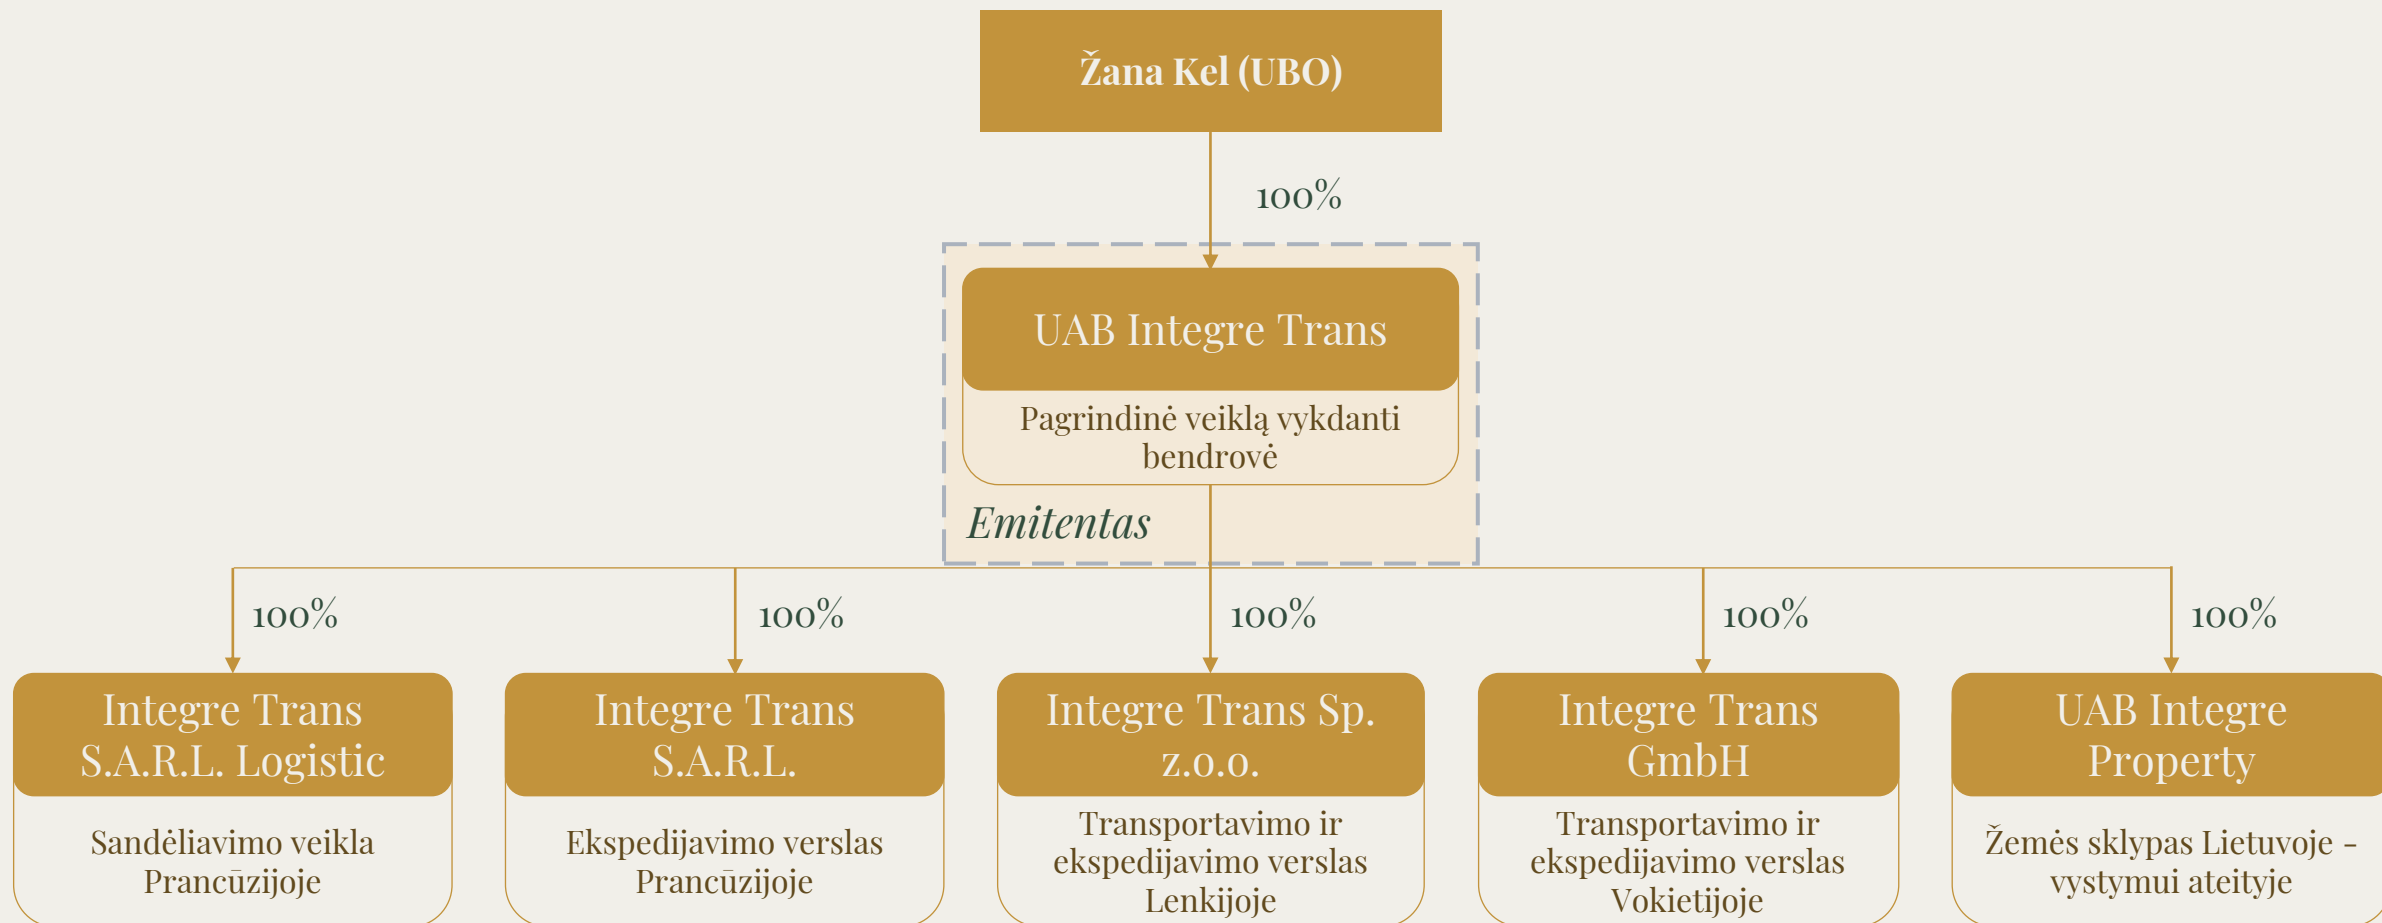 Žana Kel (UBO)
100%
UAB Integre Trans
Pagrindinė veiklą vykdanti
bendrovė
Emitentas
100%
100%
100%
100%
100%
Integre Trans
S.A.R.L. Logistic
Sandėliavimo veikla
Prancūzijoje
Integre Trans
S.A.R.L.
Ekspedijavimo verslas
Prancūzijoje
Integre Trans Sp.
z.o.o.
Transportavimo ir
ekspedijavimo verslas
Lenkijoje
Integre Trans
GmbH
Transportavimo ir
ekspedijavimo verslas
Vokietijoje
UAB Integre
Property
Žemės sklypas Lietuvoje -
vystymui ateityje